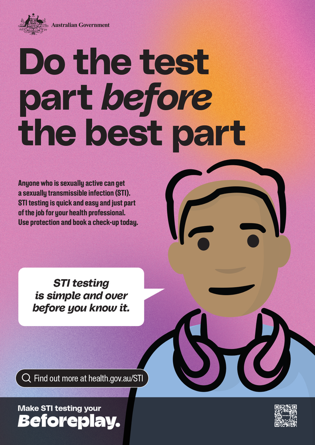 Australian Government
Do the test
part before
the best part
Anyone who is sexually active can get
a sexually transmissible infection (STI).
STI testing is quick and easy and just part
of the job for your health professional.
Use protection and book a check-up today.
STI testing
is simple and over
before you know it.
Find out more at health.gov.au/STI
Make STI testing your
Beforeplay.